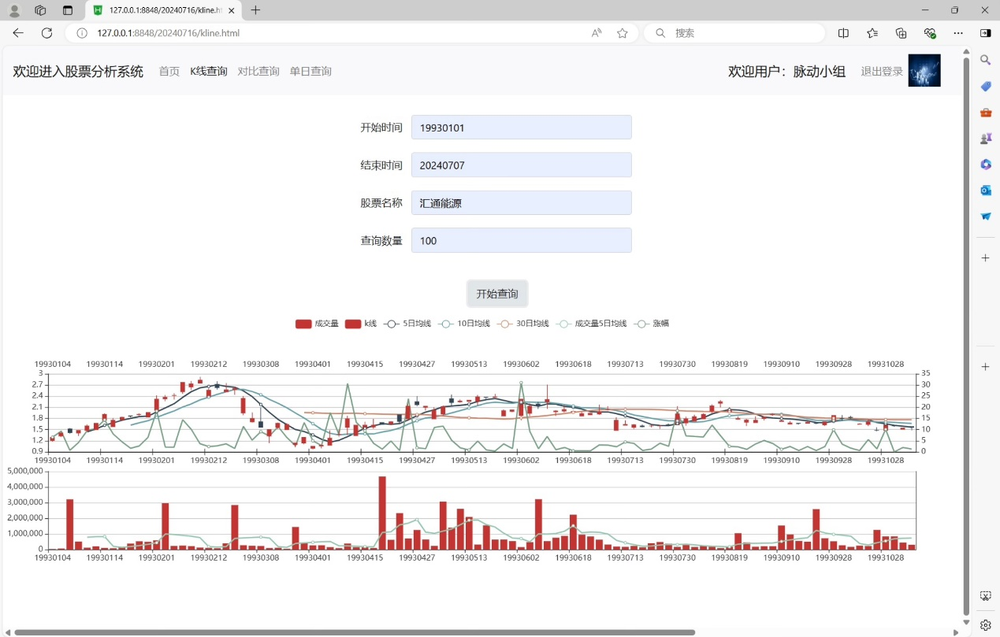 127.0.0.1:8848/20240716/kline.ht
127.0.0.1:8848/20240716/kline.html
搜索
欢迎进入股票分析系统 首页 K线查询 对比查询 单日查询 欢迎用户：脉动小组 退出登录
开始时间 19930101
结束时间 20240707
股票名称 汇通能源
查询数量 100
开始查询
成交量 k线 5日均线 10日均线 30日均线 成交量5日均线 涨幅
19930104 19930114 19930201 19930212 19930308 19930401 19930415 19930427 19930513 19930602 19930618 19930713 19930730 19930819 19930910 19930928 19931028
3 35
2.7 30
2.4 25
2.1 20
1.8 15
1.5 10
1.2 5
0.9 0
19930104 19930114 19930201 19930212 19930308 19930401 19930415 19930427 19930513 19930602 19930618 19930713 19930730 19930819 19930910 19930928 19931028
5,000,000
4,000,000
3,000,000
2,000,000
1,000,000
0
19930104 19930114 19930201 19930212 19930308 19930401 19930415 19930427 19930513 19930602 19930618 19930713 19930730 19930819 19930910 19930928 19931028